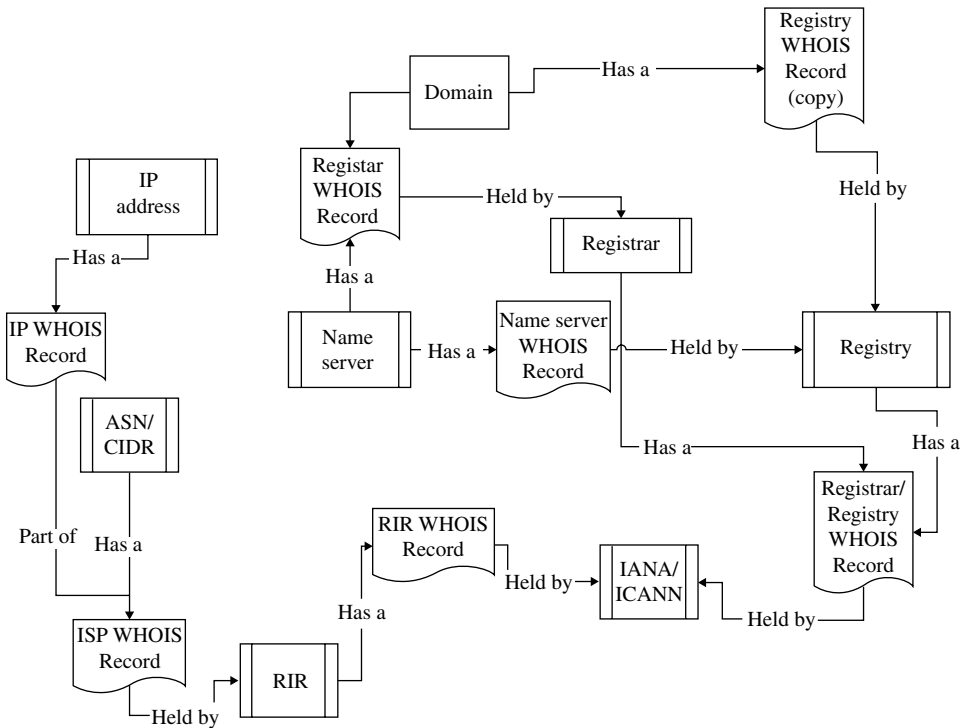 Registry
WHOIS
Record
(copy)
Has a
Domain
Registar
WHOIS
Record
Held by
Held by
IP
address
Registrar
Has a
Has a
IP WHOIS
Record
Name
server
Has a
Name server
WHOIS
Record
Held by
Registry
ASN/
CIDR
Has a
Has a
Registrar/
Registry
WHOIS
Record
Part of
Has a
RIR WHOIS
Record
Held by
IANA/
ICANN
Has a
Held by
ISP WHOIS
Record
RIR
Held by